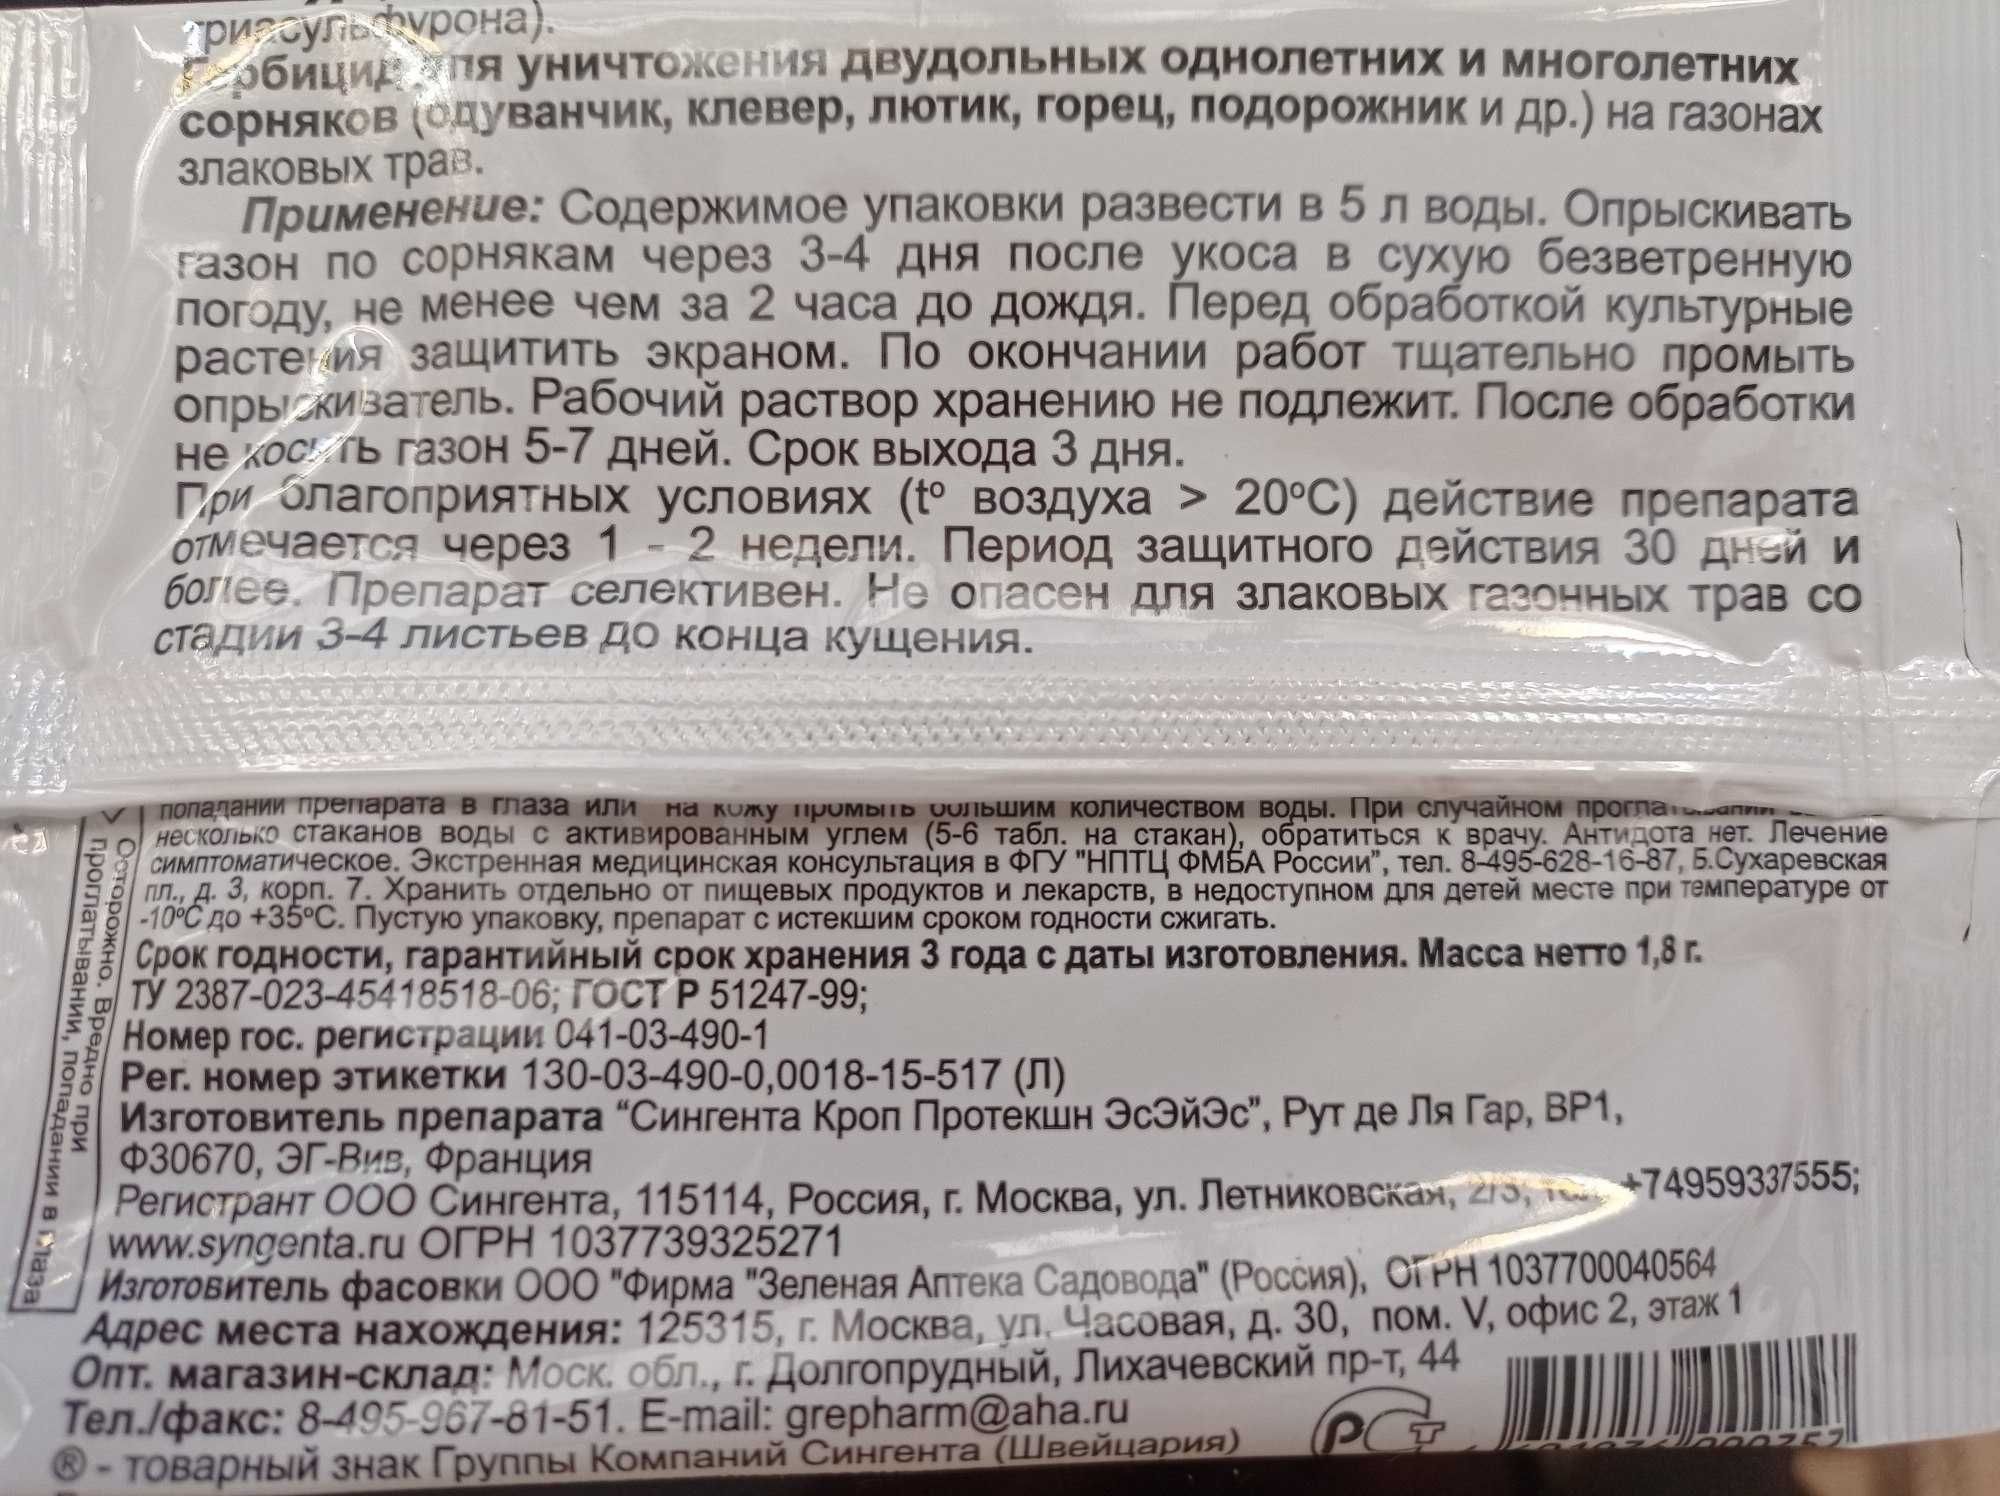 триасульфурона).
Гербицид для уничтожения двудольных однолетних и многолетних
сорняков (одуванчик, клевер, лютик, горец, подорожник и др.) на газонах
злаковых трав.
Применение: Содержимое упаковки развести в 5 л воды. Опрыскивать
газон по сорнякам через 3-4 дня после укоса в сухую безветренную
погоду, не менее чем за 2 часа до дождя. Перед обработкой культурные
растения защитить экраном. По окончании работ тщательно промыть
опрыскиватель. Рабочий раствор хранению не подлежит. После обработки
не косить газон 5-7 дней. Срок выхода 3 дня.
При благоприятных условиях (tº воздуха > 20ºС) действие препарата
отмечается через 1 - 2 недели. Период защитного действия 30 дней и
более. Препарат селективен. Не опасен для злаковых газонных трав со
стадии 3-4 листьев до конца кущения.
попадании препарата в глаза или на кожу промыть большим количеством воды. При случайном
несколько стаканов воды с активированным углем (5-6 табл. на стакан), обратиться к врачу. Антидота нет. Лечение
симптоматическое. Экстренная медицинская консультация в ФГУ "НПТЦ ФМБА России", тел. 8-495-628-16-87, Б.Сухаревская
пл., д. 3, корп. 7. Хранить отдельно от пищевых продуктов и лекарств, в недоступном для детей месте при температуре от
-10ºС до +35ºС. Пустую упаковку, препарат с истекшим сроком годности сжигать.
Осторожно. Вредно при
проглатывании, попадании в глаза
Срок годности, гарантийный срок хранения 3 года с даты изготовления. Масса нетто 1,8 г.
ТУ 2387-023-45418518-06; ГОСТ Р 51247-99;
Номер гос. регистрации 041-03-490-1
Рег. номер этикетки 130-03-490-0,0018-15-517 (Л)
Изготовитель препарата “Сингента Кроп Протекшн ЭсЭйЭс”, Рут де Ля Гар, ВР1,
Ф30670, ЭГ-Вив, Франция
Регистрант ООО Сингента, 115114, Россия, г. Москва, ул. Летниковская, 2/3, тел. +74959337555;
www.syngenta.ru ОГРН 1037739325271
Изготовитель фасовки ООО "Фирма "Зеленая Аптека Садовода" (Россия), ОГРН 1037700040564
Адрес места нахождения: 125315, г. Москва, ул. Часовая, д. 30, пом. V, офис 2, этаж 1
Опт. магазин-склад: Моск. обл., г. Долгопрудный, Лихачевский пр-т, 44
Тел./факс: 8-495-967-81-51. E-mail: grepharm@aha.ru
® - товарный знак Группы Компаний Сингента (Швейцария)
РСТ